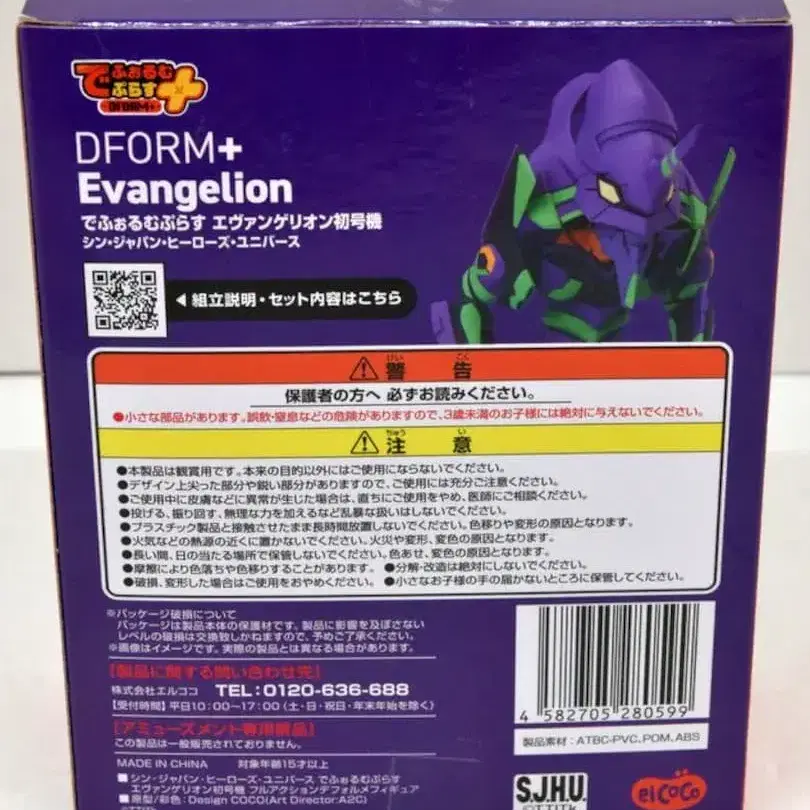 でふぉるむ
ぷらす
DFORM+
DFORM+
Evangelion
でふぉるむぷらす エヴァンゲリオン初号機
シン・ジャパン・ヒーローズ・ユニバース
◀組立説明・セット内容はこちら
けい こく
⚠警告
保護者の方へ 必ずお読みください。
●小さな部品があります。誤飲・窒息などの危険がありますので、3歳未満のお子様には絶対に与えないでください。
ちゅう い
⚠注意
●本製品は観賞用です。本来の目的以外にはご使用にならないでください。
●デザイン上尖った部分や鋭い部分がありますので、ご使用には充分ご注意ください。
●ご使用中に皮膚などに異常が生じた場合は、直ちにご使用をやめ、医師にご相談ください。
●投げる、振り回す、無理な力を加えるなど乱暴な扱いはしないでください。
●プラスチック製品と接触させたまま長時間放置しないでください。色移りや変形の原因となります。
●火気などの熱源の近くに置かないでください。火災や変形、変色の原因となります。
●長い間、日の当たる場所で保管しないでください。色あせ、変色の原因となります。
●摩擦により色落ちや色移りすることがあります。 ●分解・改造は絶対にしないでください。
●破損、変形した場合はご使用をおやめください。 ●小さなお子様の手の届かないところに保管してください。
※パッケージ破損について
パッケージは製品本体の保護材です。製品に影響を及ぼさない
レベルの破損は交換致しかねますので、予めご了承ください。
※画像はイメージです。実際の製品とは異なる場合があります。
【製品に関する問い合わせ先】
株式会社エルココ TEL:0120-636-688
【受付時間】平日10:00〜17:00(土・日・祝日・年末年始を除く)
【アミューズメント専用景品】
この製品は一般販売されておりません。
MADE IN CHINA 対象年齢15才以上
■シン・ジャパン・ヒーローズ・ユニバース でふぉるむぷらす
エヴァンゲリオン初号機 フルアクションデフォルメフィギュア
■原型/彩色:Design COCO(Art Director:A2C)
4 582705 280599
製品素材:ATBC-PVC,POM,ABS
S.J.H.U.
elCOCO